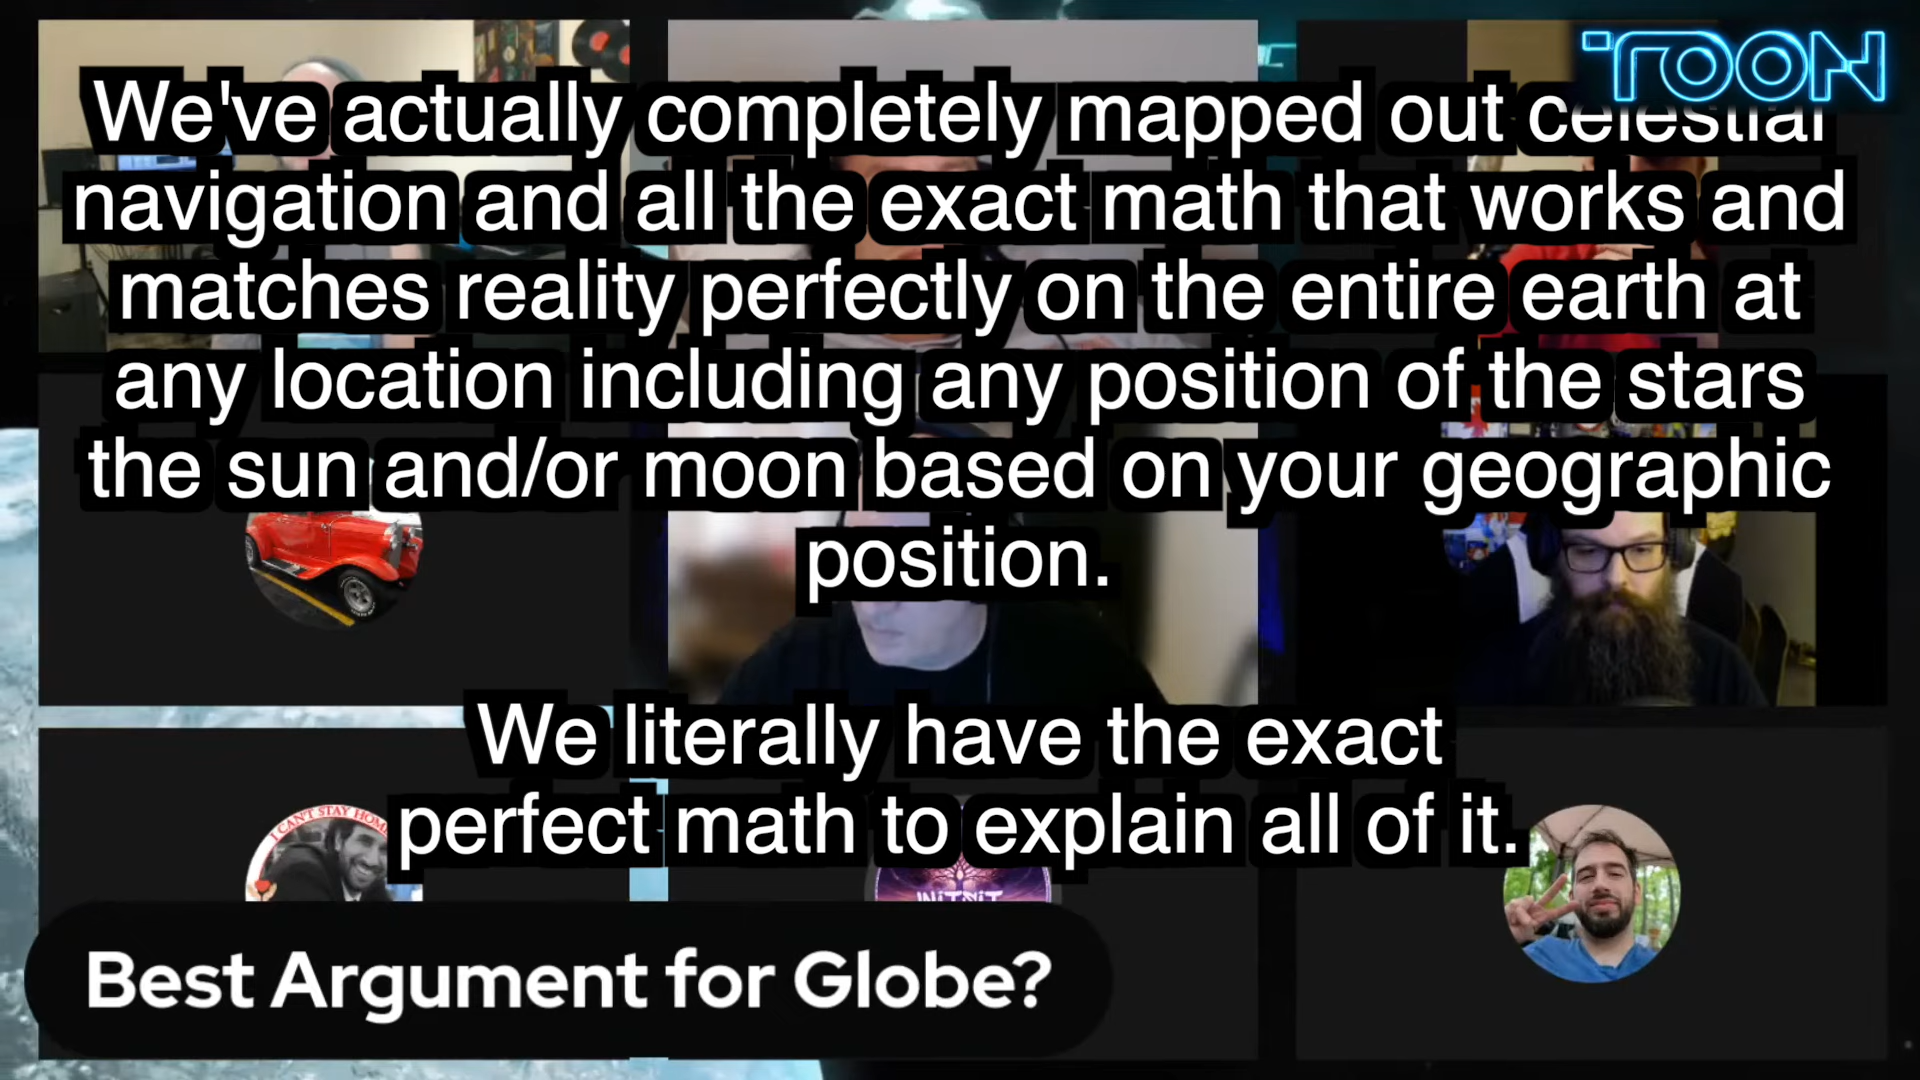 TOON
We've actually completely mapped out celestial
navigation and all the exact math that works and
matches reality perfectly on the entire earth at
any location including any position of the stars
the sun and/or moon based on your geographic
position.
We literally have the exact
perfect math to explain all of it.
I CAN'T STAY HOM
Best Argument for Globe?